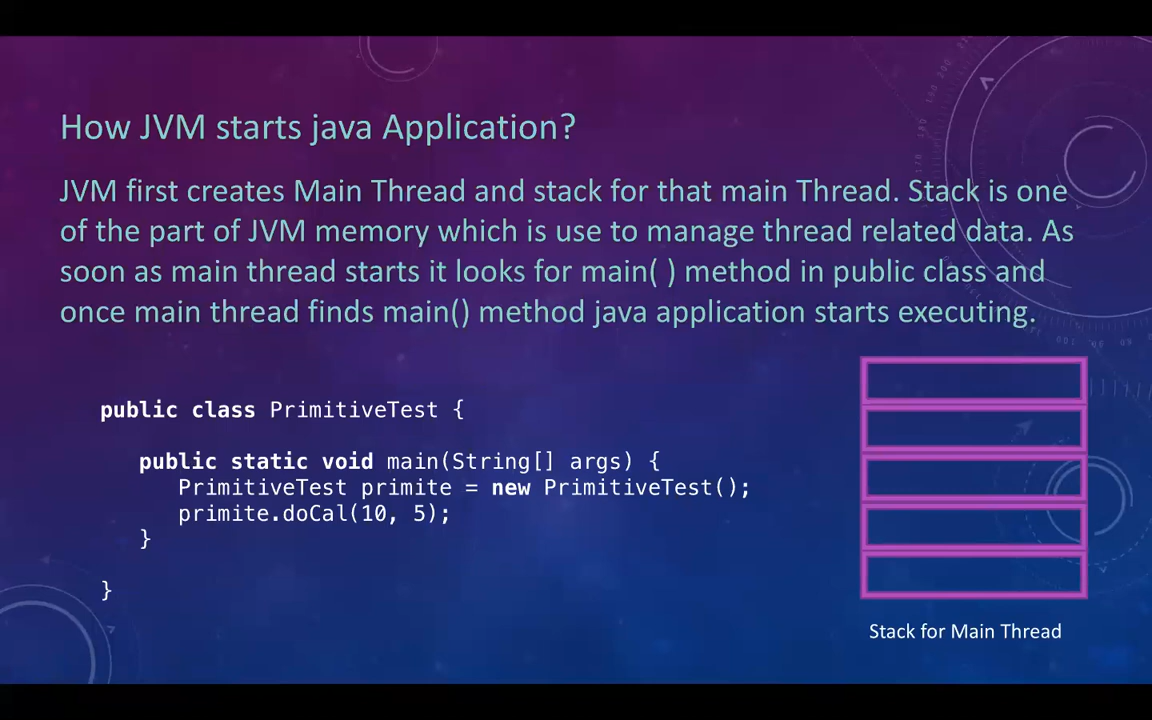 How JVM starts java Application?
JVM first creates Main Thread and stack for that main Thread. Stack is one
of the part of JVM memory which is use to manage thread related data. As
soon as main thread starts it looks for main( ) method in public class and
once main thread finds main() method java application starts executing.
public class PrimitiveTest {
public static void main(String[] args) {
PrimitiveTest primite = new PrimitiveTest();
primite.doCal(10, 5);
}
}
Stack for Main Thread